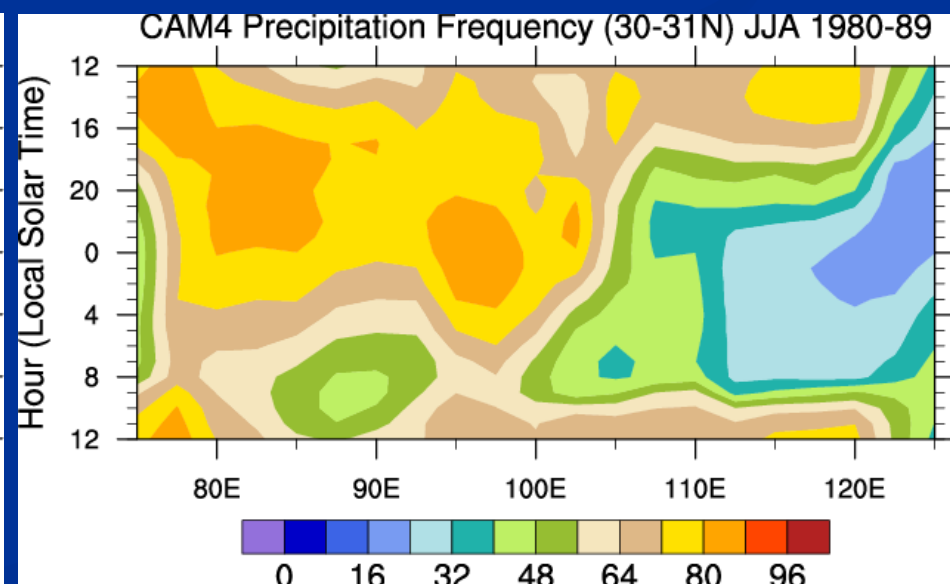 CAM4 Precipitation Frequency (30-31N) JJA 1980-89
Hour (Local Solar Time)
12
16
20
0
4
8
12
80E 90E 100E 110E 120E
0 16 32 48 64 80 96